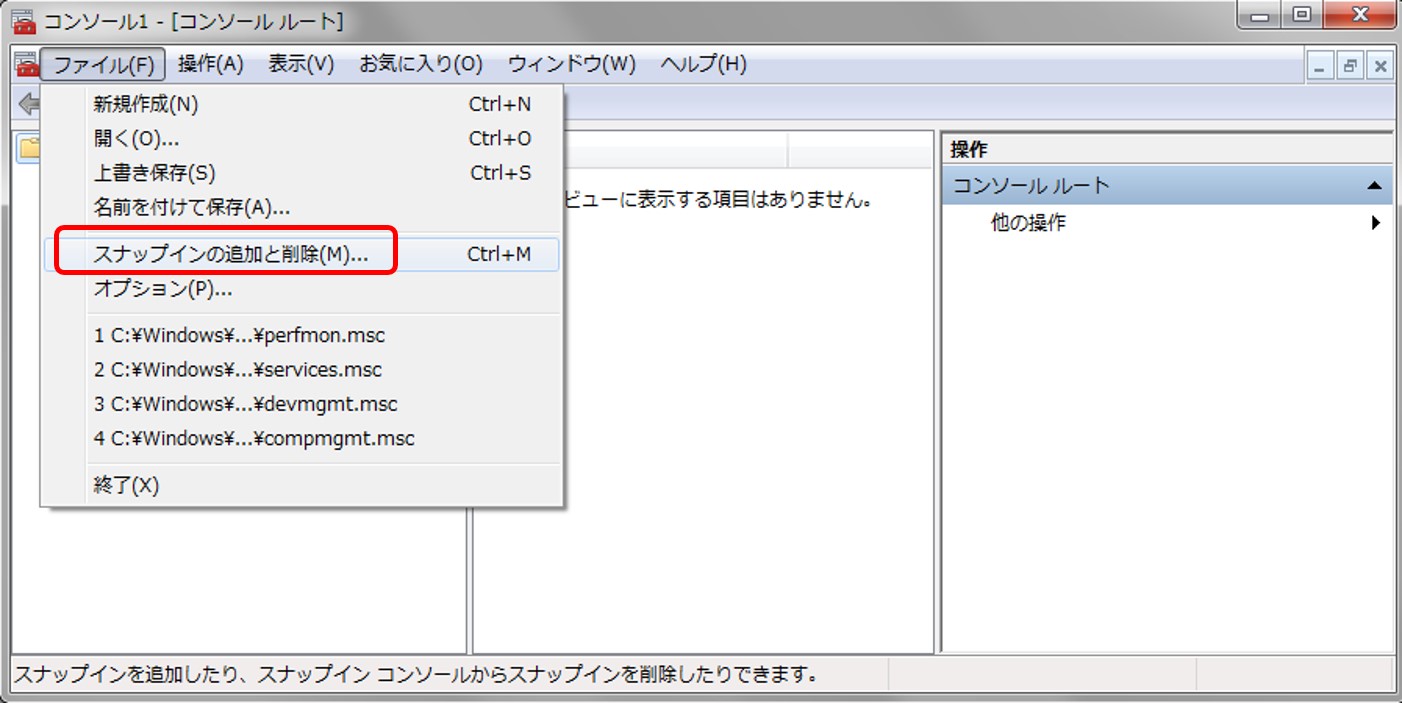 コンソール1 - [コンソール ルート]
ファイル(F) 操作(A) 表示(V) お気に入り(O) ウィンドウ(W) ヘルプ(H)
新規作成(N) Ctrl+N
開く(O)... Ctrl+O
上書き保存(S) Ctrl+S
名前を付けて保存(A)...
スナップインの追加と削除(M)... Ctrl+M
オプション(P)...
1 C:¥Windows¥...¥perfmon.msc
2 C:¥Windows¥...¥services.msc
3 C:¥Windows¥...¥devmgmt.msc
4 C:¥Windows¥...¥compmgmt.msc
終了(X)
ビューに表示する項目はありません。
操作
コンソール ルート
他の操作
スナップインを追加したり、スナップイン コンソールからスナップインを削除したりできます。